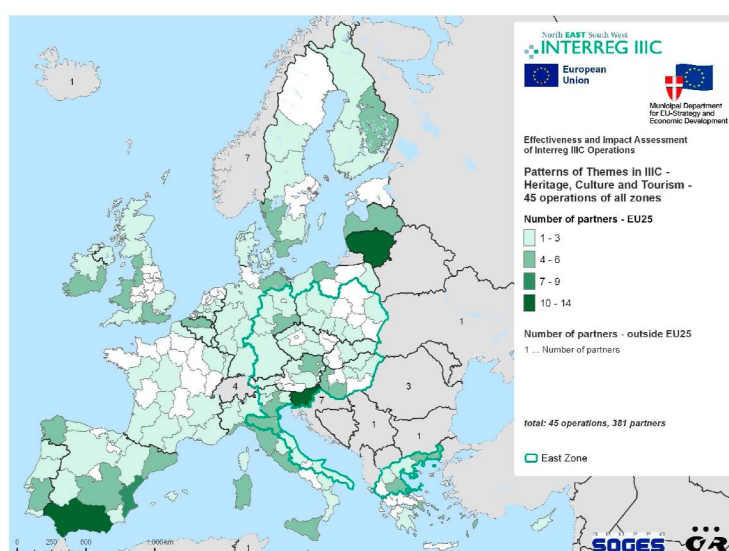 North EAST South West
INTERREG IIIC
European
Union
Municipal Department
for EU-Strategy and
Economic Development
Effectiveness and Impact Assessment
of Interreg IIIC Operations
Patterns of Themes in IIIC -
Heritage, Culture and Tourism -
45 operations of all zones
Number of partners - EU25
1 - 3
4 - 6
7 - 9
10 - 14
Number of partners - outside EU25
1 ... Number of partners
total: 45 operations, 381 partners
East Zone
1
7
1
4
3
1
1
1
1
0 250 500 1.000 km
SOGES